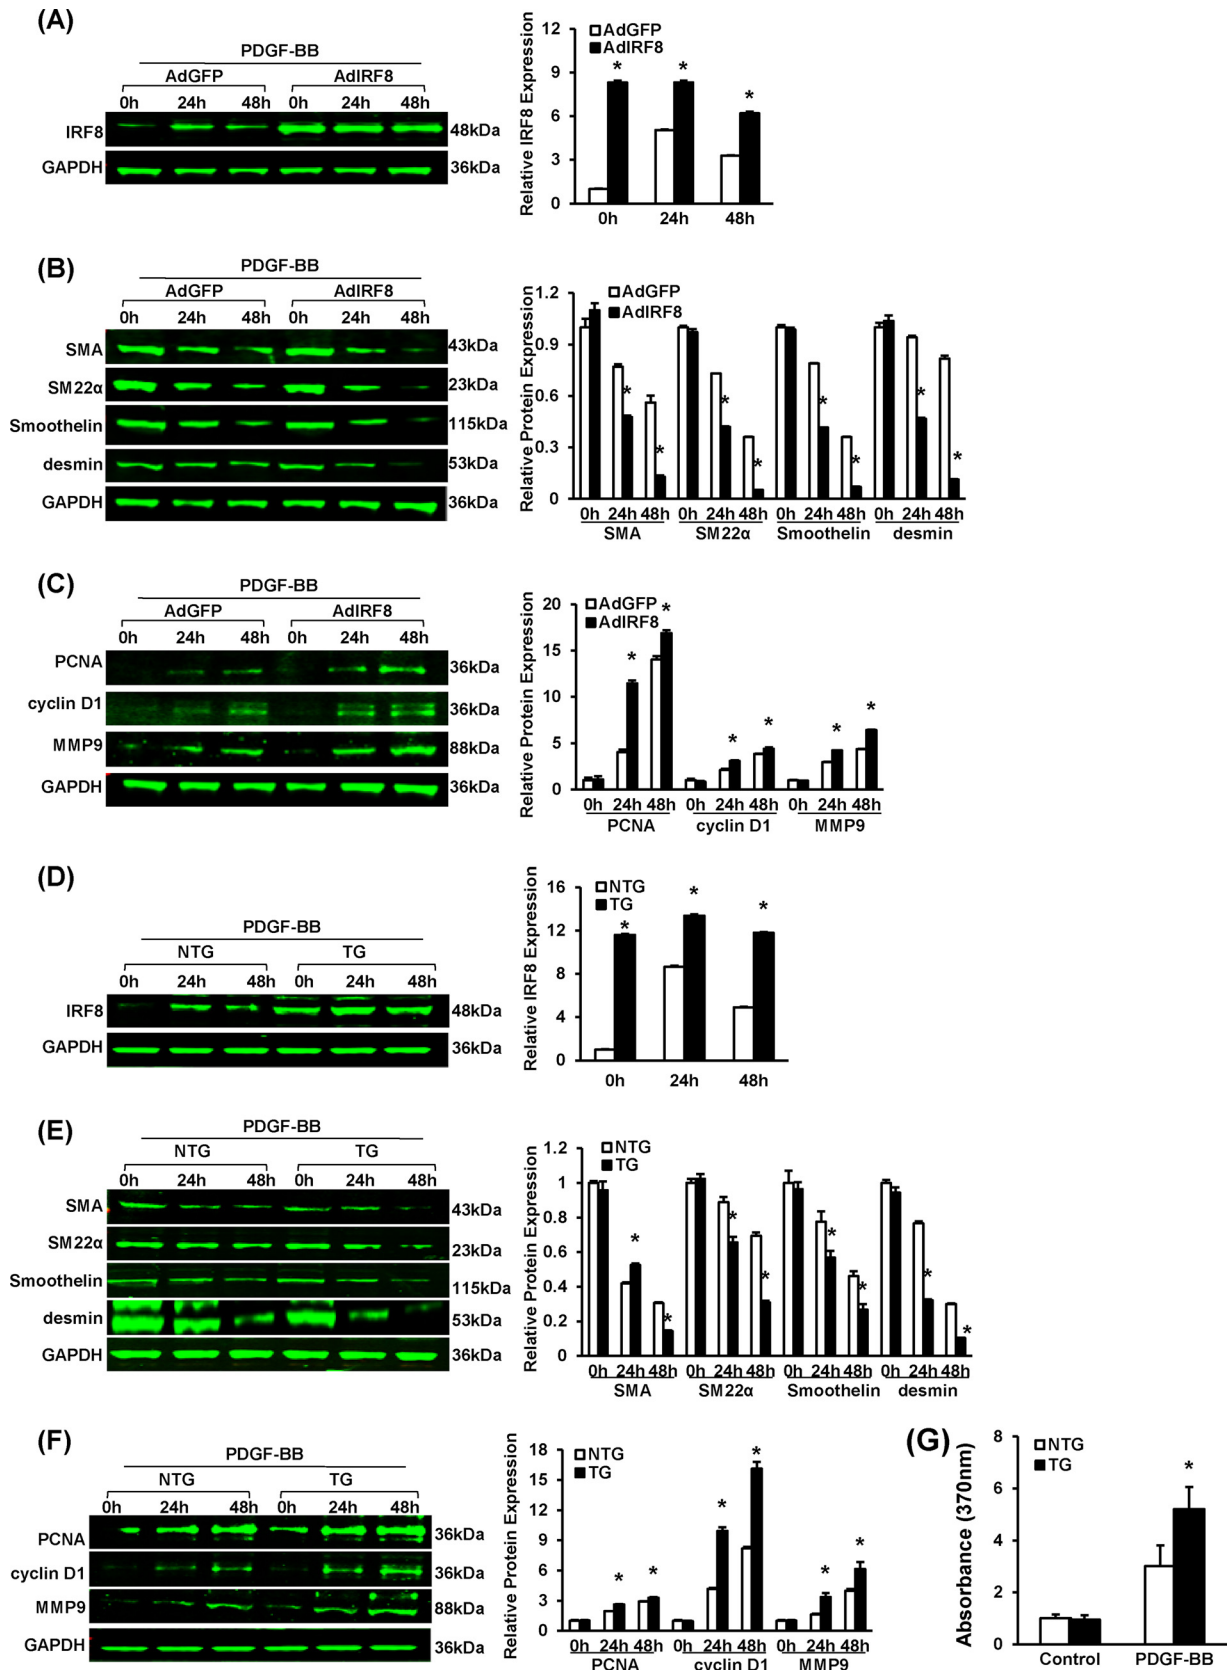 (A)
PDGF-BB
AdGFP AdIRF8
0h 24h 48h 0h 24h 48h
IRF8 48kDa
GAPDH 36kDa
Relative IRF8 Expression
12
9
6
3
0
AdGFP
AdIRF8
* * *
0h 24h 48h
(B)
PDGF-BB
AdGFP AdIRF8
0h 24h 48h 0h 24h 48h
SMA 43kDa
SM22α 23kDa
Smoothelin 115kDa
desmin 53kDa
GAPDH 36kDa
Relative Protein Expression
1.2
0.9
0.6
0.3
0
AdGFP
AdIRF8
* * * * * * * *
0h 24h 48h 0h 24h 48h 0h 24h 48h 0h 24h 48h
SMA SM22α Smoothelin desmin
(C)
PDGF-BB
AdGFP AdIRF8
0h 24h 48h 0h 24h 48h
PCNA 36kDa
cyclin D1 36kDa
MMP9 88kDa
GAPDH 36kDa
Relative Protein Expression
20
15
10
5
0
AdGFP
AdIRF8
* * * * * *
0h 24h 48h 0h 24h 48h 0h 24h 48h
PCNA cyclin D1 MMP9
(D)
PDGF-BB
NTG TG
0h 24h 48h 0h 24h 48h
IRF8 48kDa
GAPDH 36kDa
Relative IRF8 Expression
16
12
8
4
0
NTG
TG
* * *
0h 24h 48h
(E)
PDGF-BB
NTG TG
0h 24h 48h 0h 24h 48h
SMA 43kDa
SM22α 23kDa
Smoothelin 115kDa
desmin 53kDa
GAPDH 36kDa
Relative Protein Expression
1.2
1
0.8
0.6
0.4
0.2
0
NTG
TG
* * * * * * * *
0h 24h 48h 0h 24h 48h 0h 24h 48h 0h 24h 48h
SMA SM22α Smoothelin desmin
(F)
PDGF-BB
NTG TG
0h 24h 48h 0h 24h 48h
PCNA 36kDa
cyclin D1 36kDa
MMP9 88kDa
GAPDH 36kDa
Relative Protein Expression
18
15
12
9
6
3
0
NTG
TG
* * * * * *
0h 24h 48h 0h 24h 48h 0h 24h 48h
PCNA cyclin D1 MMP9
(G)
Absorbance (370nm)
8
6
4
2
0
NTG
TG
*
Control PDGF-BB